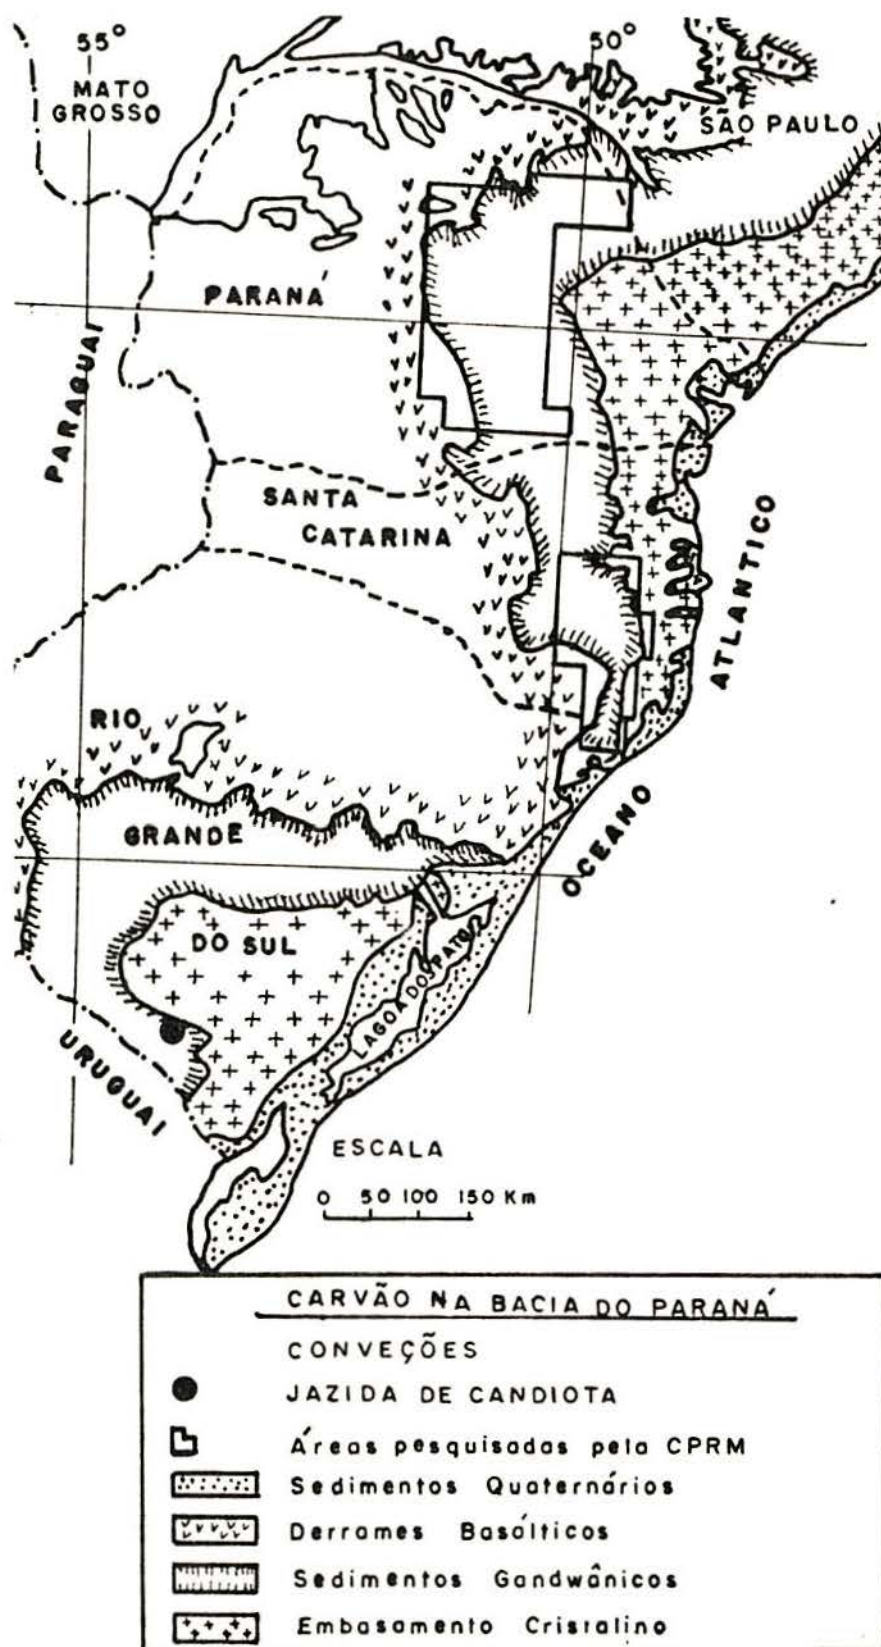 55°
50°
MATO
GROSSO
SÃO PAULO
PARANÁ
PARAGUAI
SANTA
CATARINA
ATLANTICO
RIO
GRANDE
OCEANO
DO SUL
LAGOA DOS PATOS
URUGUAI
ESCALA
0 50 100 150 Km
CARVÃO NA BACIA DO PARANÁ
CONVEÇÕES
JAZIDA DE CANDIOTA
Áreas pesquisadas pela CPRM
Sedimentos Quaternários
Derrames Basálticos
Sedimentos Gandwânicos
Embasamento Cristalino